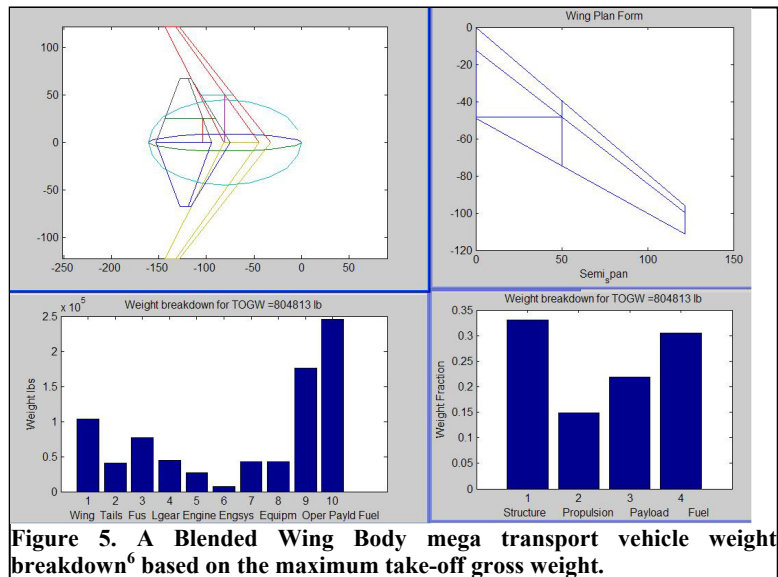 100
50
0
-50
-100
-250 -200 -150 -100 -50 0 50
Wing Plan Form
0
-20
-40
-60
-80
-100
-120
0 50 100 150
Semi_span
Weight breakdown for TOGW =804813 lb
x 10^5
2.5
2
1.5
1
0.5
0
Weight lbs
1 2 3 4 5 6 7 8 9 10
Wing Tails Fus Lgear Engine Engsys Equipm Oper Payld Fuel
Weight breakdown for TOGW =804813 lb
0.35
0.3
0.25
0.2
0.15
0.1
0.05
0
Weight Fraction
1 2 3 4
Structure Propulsion Payload Fuel
Figure 5. A Blended Wing Body mega transport vehicle weight
breakdown⁶ based on the maximum take-off gross weight.